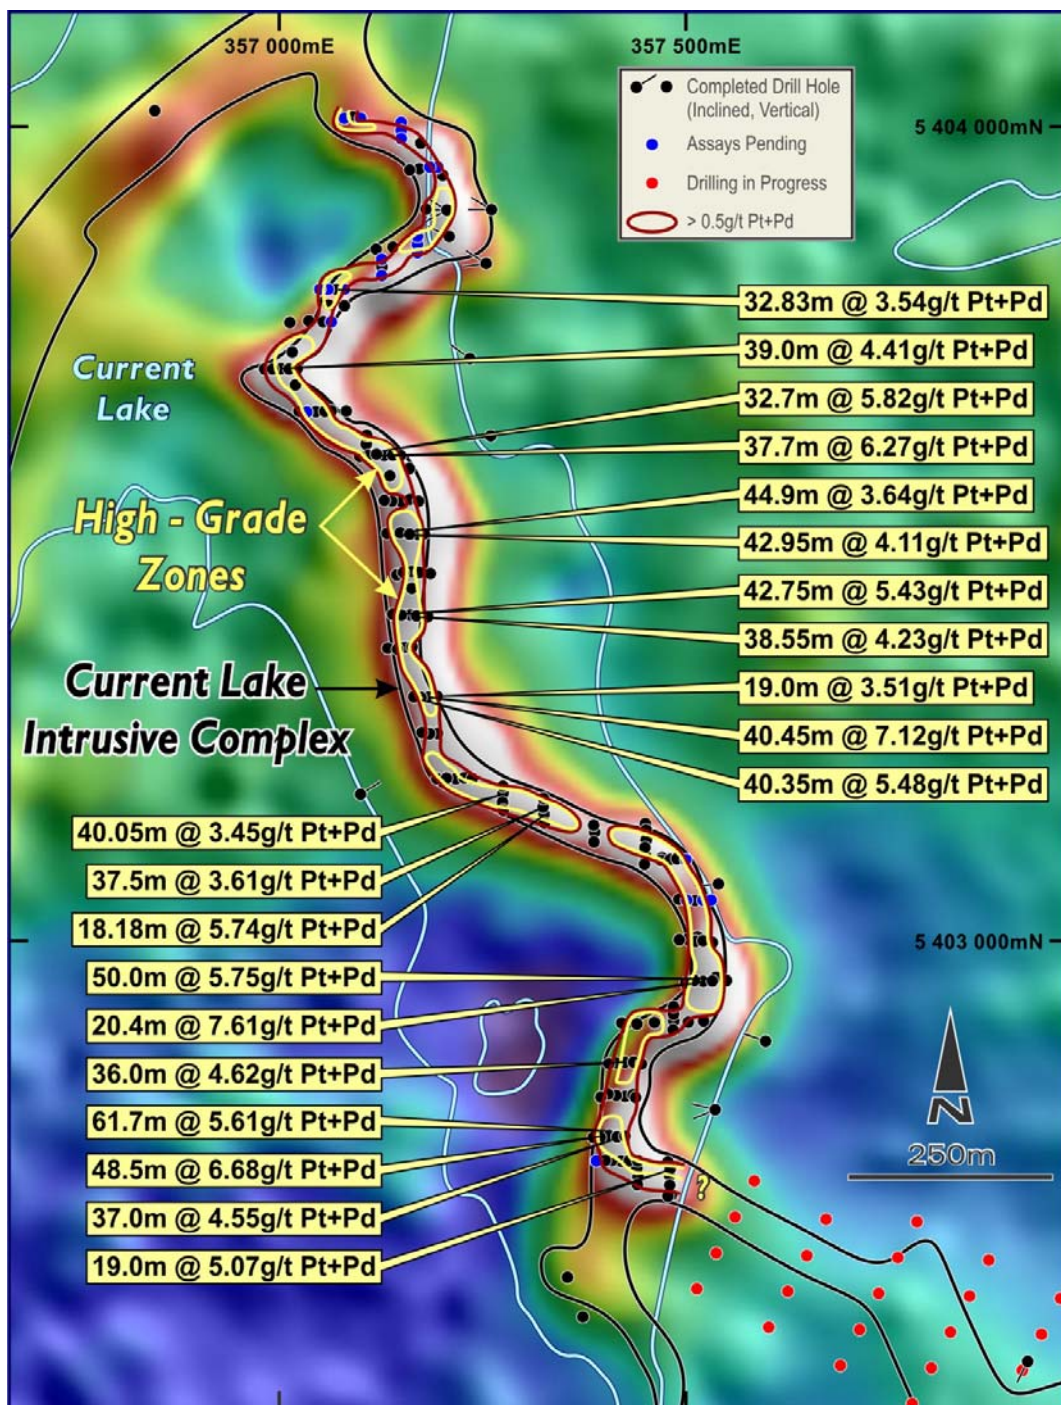 357 000mE
357 500mE
Completed Drill Hole
(Inclined, Vertical)
Assays Pending
Drilling in Progress
> 0.5g/t Pt+Pd
5 404 000mN
32.83m @ 3.54g/t Pt+Pd
39.0m @ 4.41g/t Pt+Pd
32.7m @ 5.82g/t Pt+Pd
37.7m @ 6.27g/t Pt+Pd
44.9m @ 3.64g/t Pt+Pd
42.95m @ 4.11g/t Pt+Pd
42.75m @ 5.43g/t Pt+Pd
38.55m @ 4.23g/t Pt+Pd
19.0m @ 3.51g/t Pt+Pd
40.45m @ 7.12g/t Pt+Pd
40.35m @ 5.48g/t Pt+Pd
Current
Lake
High - Grade
Zones
Current Lake
Intrusive Complex
40.05m @ 3.45g/t Pt+Pd
37.5m @ 3.61g/t Pt+Pd
18.18m @ 5.74g/t Pt+Pd
50.0m @ 5.75g/t Pt+Pd
20.4m @ 7.61g/t Pt+Pd
36.0m @ 4.62g/t Pt+Pd
61.7m @ 5.61g/t Pt+Pd
48.5m @ 6.68g/t Pt+Pd
37.0m @ 4.55g/t Pt+Pd
19.0m @ 5.07g/t Pt+Pd
5 403 000mN
N
250m
?